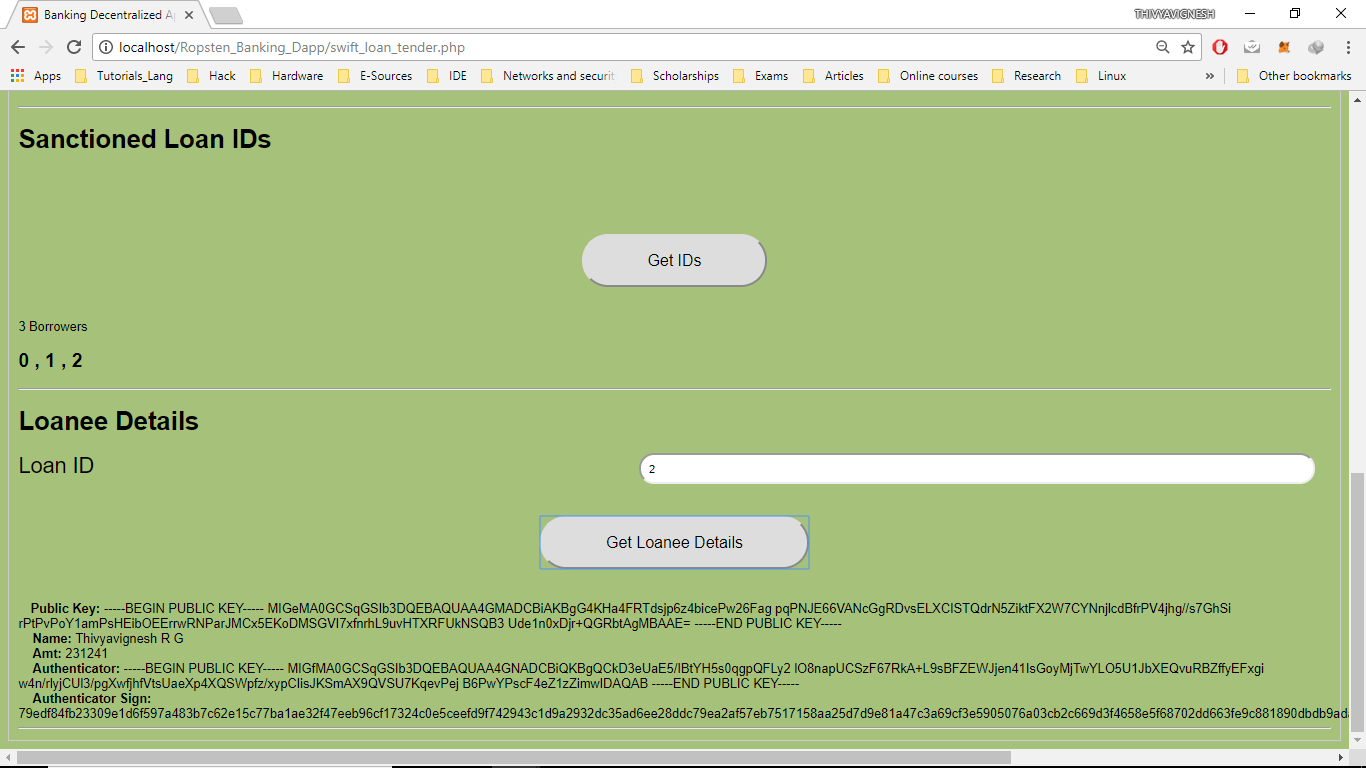 Banking Decentralized Ap
THIVYAVIGNESH
localhost/Ropsten_Banking_Dapp/swift_loan_tender.php
Apps Tutorials_Lang Hack Hardware E-Sources IDE Networks and securit Scholarships Exams Articles Online courses Research Linux » Other bookmarks
Sanctioned Loan IDs
Get IDs
3 Borrowers
0 , 1 , 2
Loanee Details
Loan ID 2
Get Loanee Details
Public Key: -----BEGIN PUBLIC KEY----- MIGeMA0GCSqGSIb3DQEBAQUAA4GMADCBiAKBgG4KHa4FRTdsjp6z4bicePw26Fag pqPNJE66VANcGgRDvsELXCISTQdrN5ZiktFX2W7CYNnjlcdBfrPV4jhg//s7GhSi
rPtPvPoY1amPsHEibOEErrwRNParJMCx5EKoDMSGVI7xfnrhL9uvHTXRFUkNSQB3 Ude1n0xDjr+QGRbtAgMBAAE= -----END PUBLIC KEY-----
Name: Thivyavignesh R G
Amt: 231241
Authenticator: -----BEGIN PUBLIC KEY----- MIGfMA0GCSqGSIb3DQEBAQUAA4GNADCBiQKBgQCkD3eUaE5/IBtYH5s0qgpQFLy2 IO8napUCSzF67RkA+L9sBFZEWJjen41IsGoyMjTwYLO5U1JbXEQvuRBZffyEFxgi
w4n/rlyjCUl3/pgXwfjhfVtsUaeXp4XQSWpfz/xypCIisJKSmAX9QVSU7KqevPej B6PwYPscF4eZ1zZimwIDAQAB -----END PUBLIC KEY-----
Authenticator Sign:
79edf84fb23309e1d6f597a483b7c62e15c77ba1ae32f47eeb96cf17324c0e5ceefd9f742943c1d9a2932dc35ad6ee28ddc79ea2af57eb7517158aa25d7d9e81a47c3a69cf3e5905076a03cb2c669d3f4658e5f68702dd663fe9c881890dbdb9ada